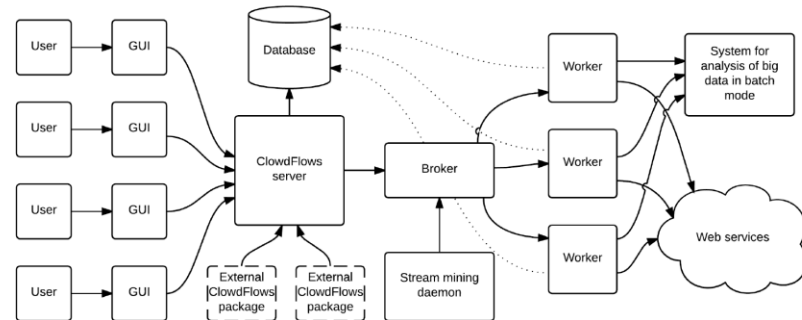 User
GUI
User
GUI
User
GUI
User
GUI
Database
ClowdFlows
server
External
ClowdFlows
package
External
ClowdFlows
package
Broker
Stream mining
daemon
Worker
Worker
Worker
System for
analysis of big
data in batch
mode
Web services